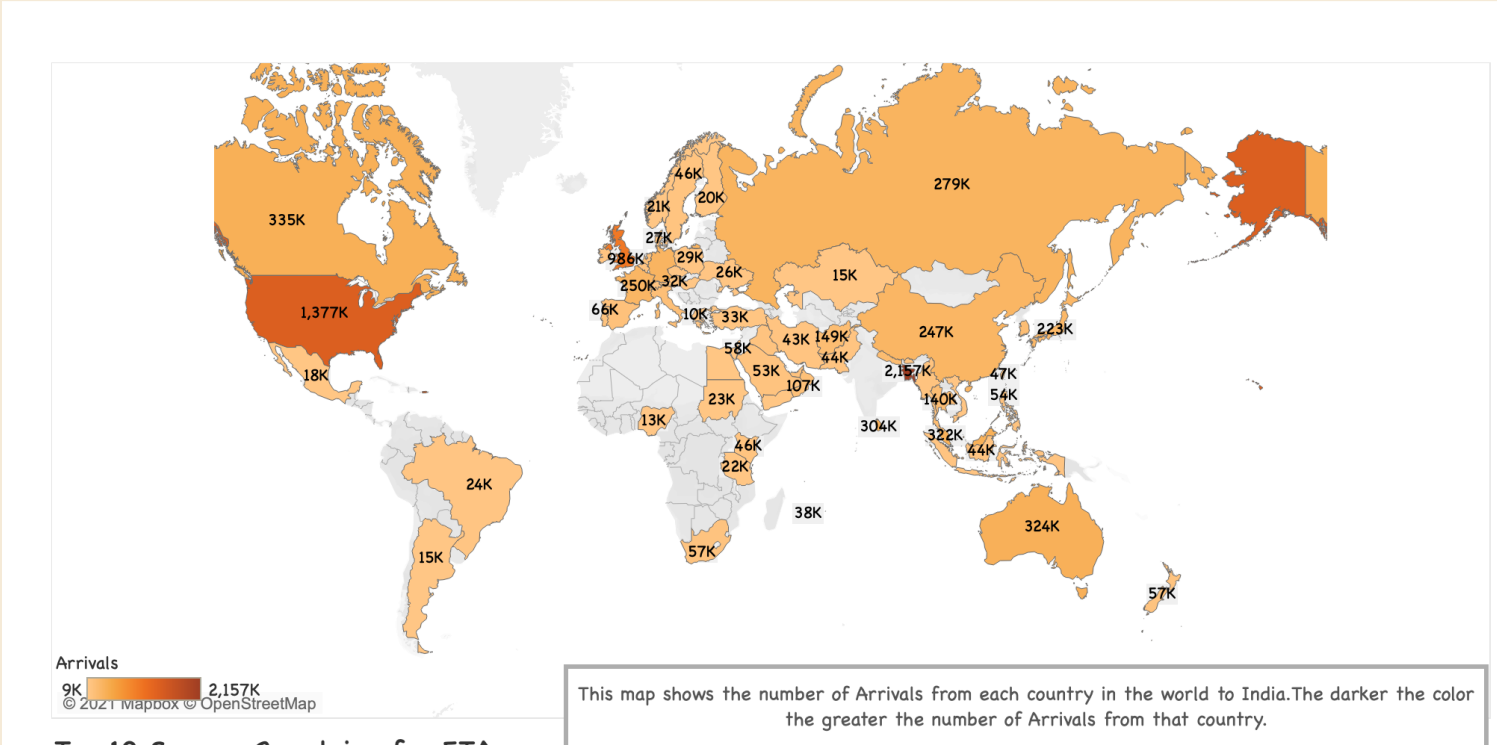 46K
20K
279K
21K
335K
27K
986K
29K
26K
15K
32K
250K
66K
10K
33K
1,377K
247K
223K
43K
149K
58K
44K
18K
53K
2,157K
47K
107K
23K
140K
54K
13K
304K
322K
46K
44K
22K
24K
38K
324K
57K
15K
57K
Arrivals
9K 2,157K
© 2021 Mapbox © OpenStreetMap
This map shows the number of Arrivals from each country in the world to India.The darker the color
the greater the number of Arrivals from that country.